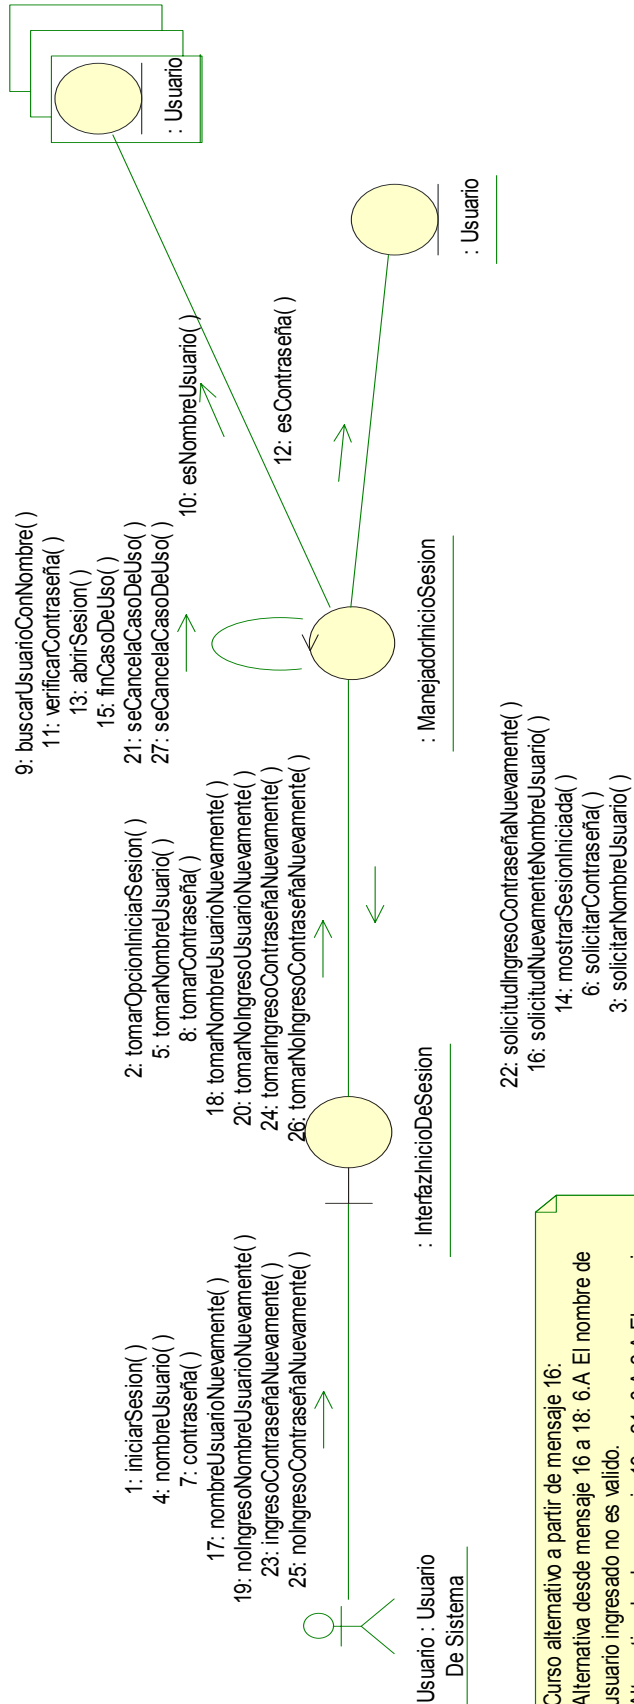 1: iniciarSesion( )
4: nombreUsuario( )
7: contraseña( )
17: nombreUsuarioNuevamente( )
19: noIngresoNombreUsuarioNuevamente( )
23: ingresoContraseñaNuevamente( )
25: noIngresoContraseñaNuevamente( )
Usuario : Usuario
De Sistema
2: tomarOpcionIniciarSesion( )
5: tomarNombreUsuario( )
8: tomarContraseña( )
18: tomarNombreUsuarioNuevamente( )
20: tomarNoIngresoUsuarioNuevamente( )
24: tomarIngresoContraseñaNuevamente( )
26: tomarNoIngresoContraseñaNuevamente( )
: InterfazInicioDeSesion
9: buscarUsuarioConNombre( )
11: verificarContraseña( )
13: abrirSesion( )
15: finCasoDeUso( )
21: seCancelaCasoDeUso( )
27: seCancelaCasoDeUso( )
: ManejadorInicioSesion
22: solicitudIngresoContraseñaNuevamente( )
16: solicitudNuevamenteNombreUsuario( )
14: mostrarSesionIniciada( )
6: solicitarContraseña( )
3: solicitarNombreUsuario( )
10: esNombreUsuario( )
12: esContraseña( )
: Usuario
: Usuario
Curso alternativo a partir de mensaje 16:
Alternativa desde mensaje 16 a 18: 6.A El nombre de
usuario ingresado no es valido.